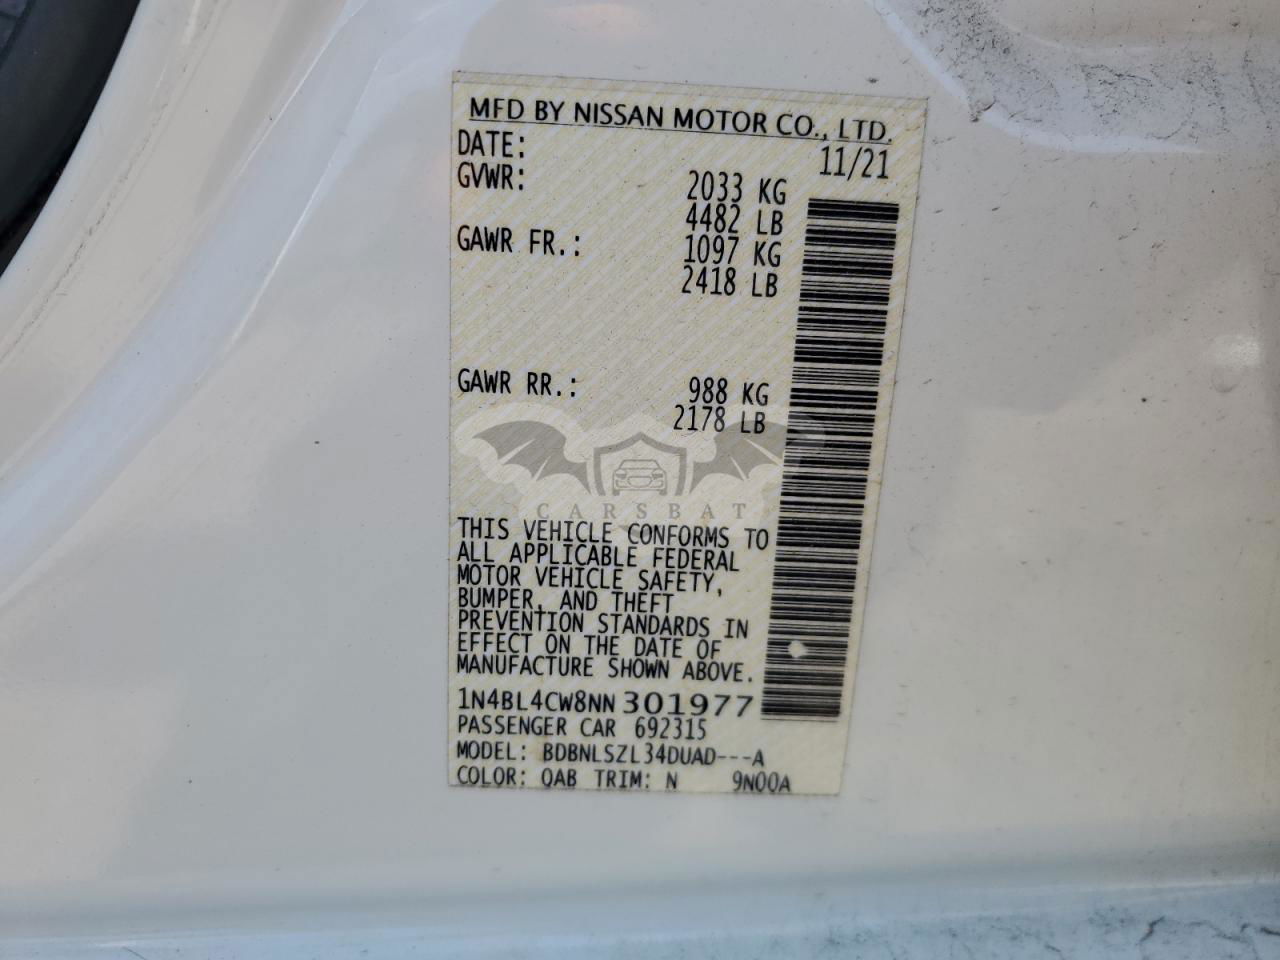 MFD BY NISSAN MOTOR CO., LTD.
DATE: 11/21
GVWR: 2033 KG
4482 LB
GAWR FR.: 1097 KG
2418 LB
GAWR RR.: 988 KG
2178 LB
CARSBAT
THIS VEHICLE CONFORMS TO
ALL APPLICABLE FEDERAL
MOTOR VEHICLE SAFETY,
BUMPER, AND THEFT
PREVENTION STANDARDS IN
EFFECT ON THE DATE OF
MANUFACTURE SHOWN ABOVE.
1N4BL4CW8NN301977
PASSENGER CAR 692315
MODEL: BDBNLSZL34DUAD---A
COLOR: QAB TRIM: N 9N00A